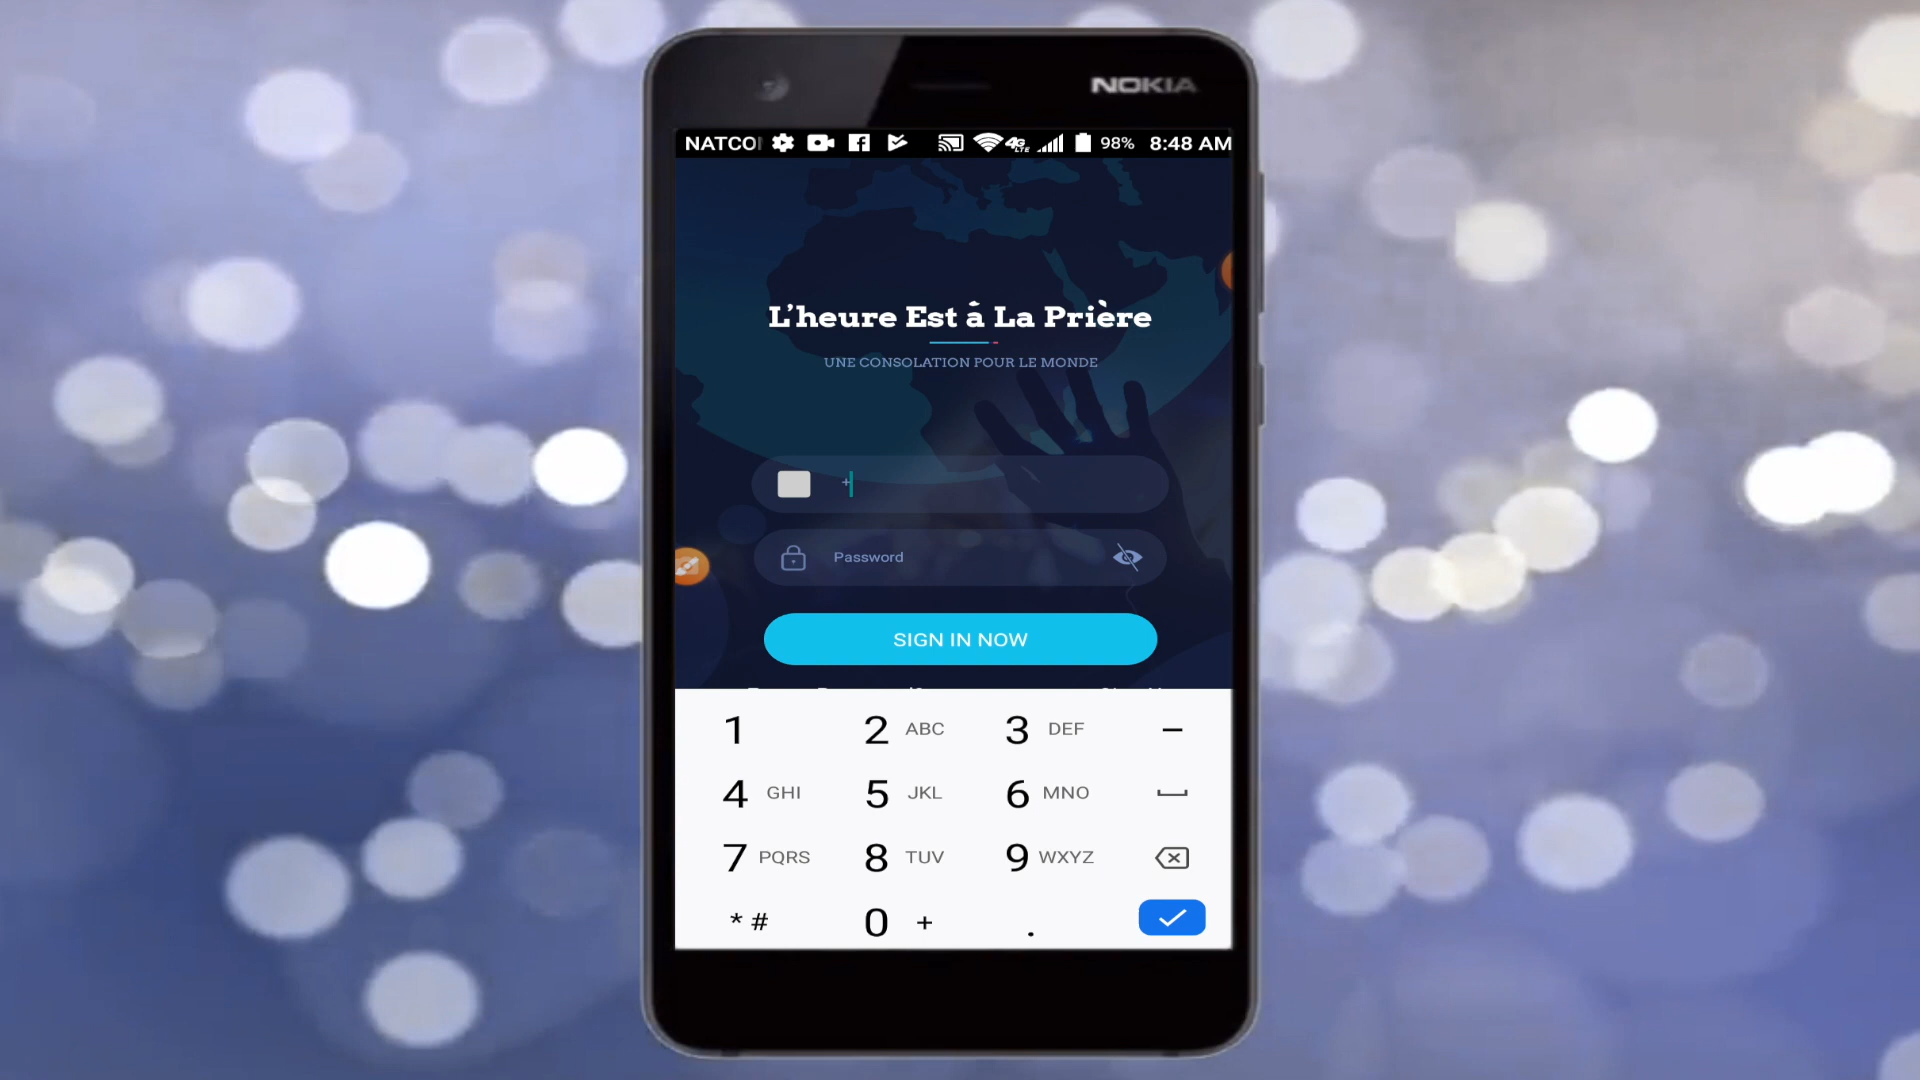 NOKIA
NATCO
98%
8:48 AM
L'heure Est á La Prière
UNE CONSOLATION POUR LE MONDE
+
Password
SIGN IN NOW
1
2 ABC
3 DEF
–
4 GHI
5 JKL
6 MNO
7 PQRS
8 TUV
9 WXYZ
* #
0 +
.